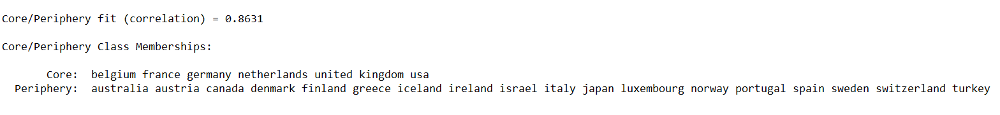 Core/Periphery fit (correlation) = 0.8631
Core/Periphery Class Memberships:
Core: belgium france germany netherlands united kingdom usa
Periphery: australia austria canada denmark finland greece iceland ireland israel italy japan luxembourg norway portugal spain sweden switzerland turkey